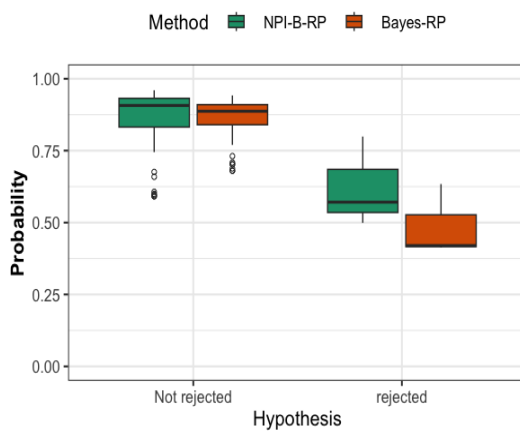 Method NPI-B-RP Bayes-RP
1.00
0.75
0.50
0.25
0.00
Probability
Not rejected rejected
Hypothesis